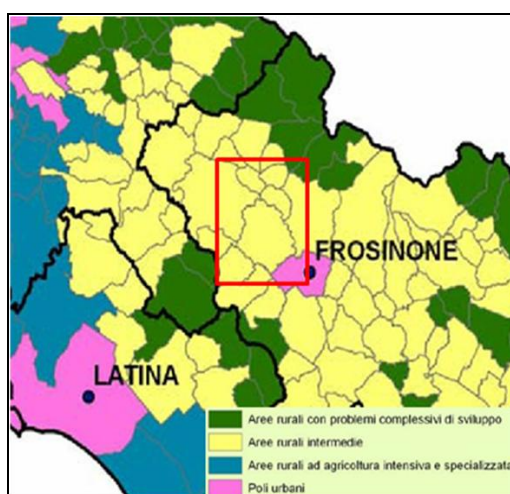 FROSINONE
LATINA
Aree rurali con problemi complessivi di sviluppo
Aree rurali intermedie
Aree rurali ad agricoltura intensiva e specializzata
Poli urbani